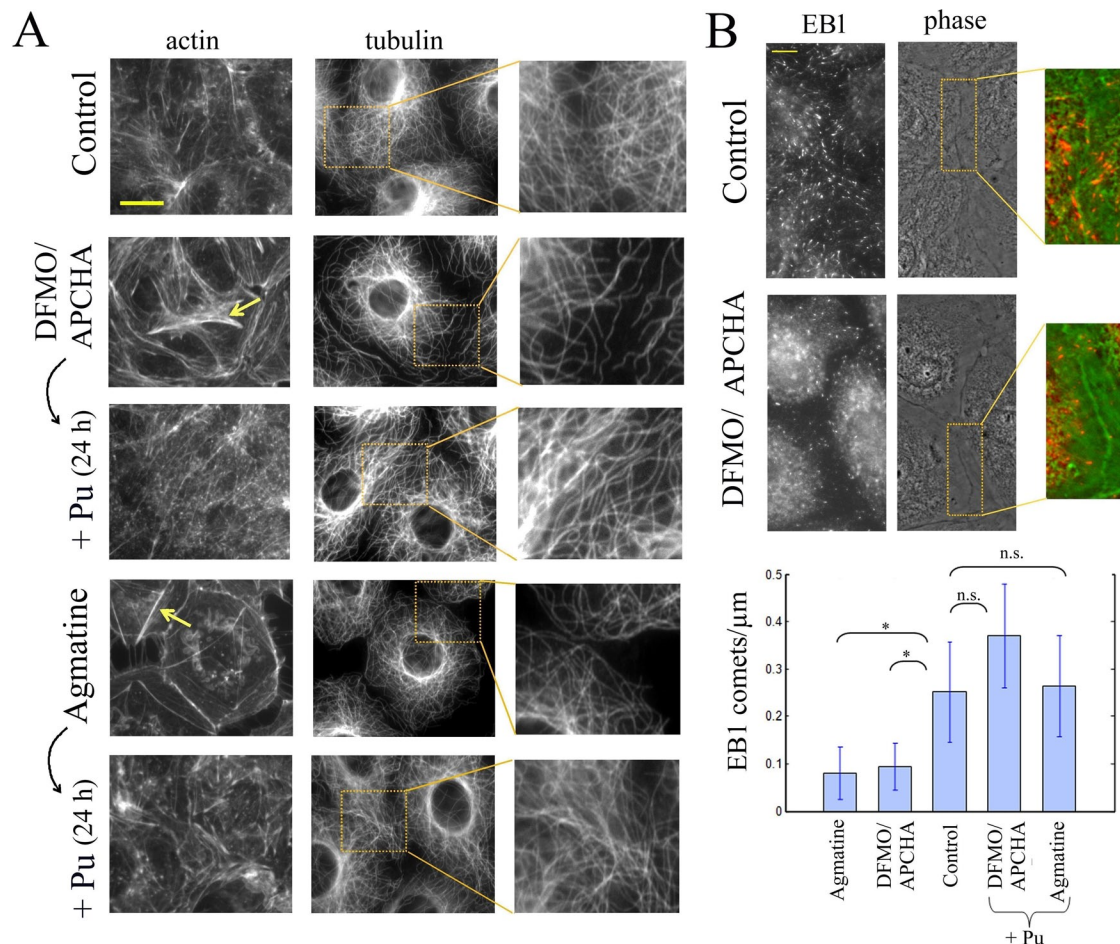 A
actin
tubulin
Control
DFMO/
APCHA
+ Pu (24 h)
Agmatine
+ Pu (24 h)
B
EB1
phase
Control
DFMO/ APCHA
EB1 comets/μm
0.5
0.4
0.3
0.2
0.1
0
*
*
n.s.
n.s.
Agmatine
DFMO/
APCHA
Control
DFMO/
APCHA
Agmatine
+ Pu